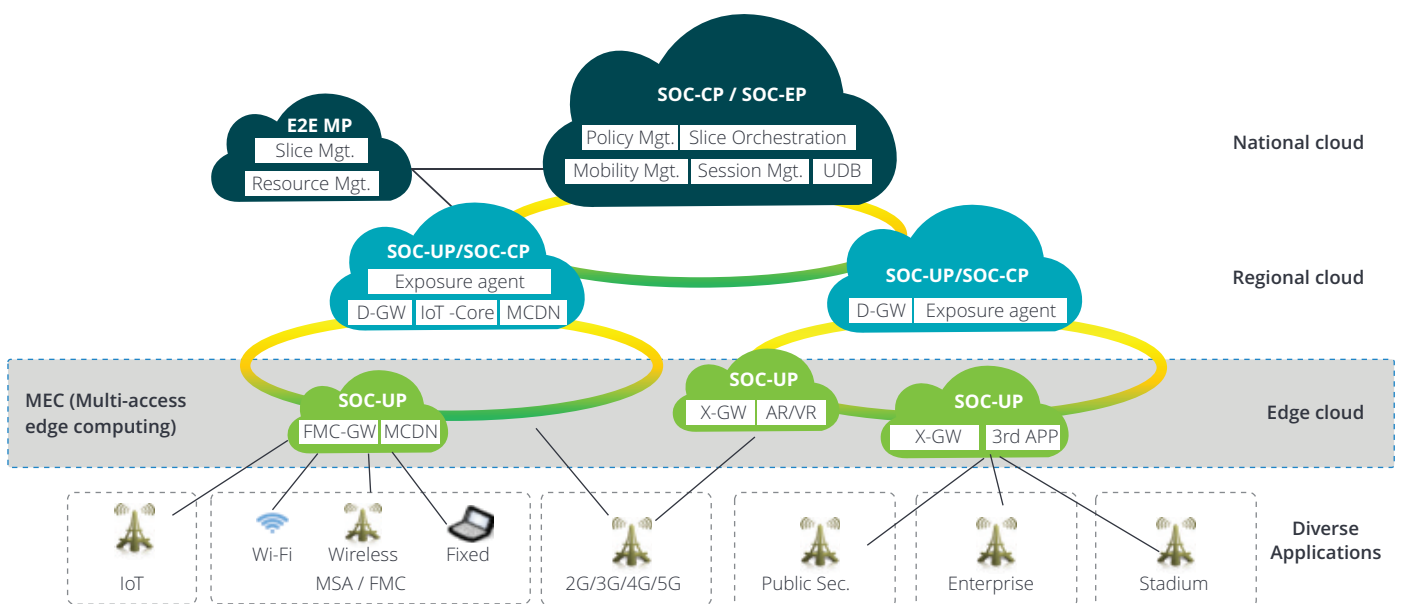 SOC-CP / SOC-EP
Policy Mgt. Slice Orchestration
Mobility Mgt. Session Mgt. UDB
E2E MP
Slice Mgt.
Resource Mgt.
National cloud
SOC-UP/SOC-CP
Exposure agent
D-GW IoT -Core MCDN
SOC-UP/SOC-CP
D-GW Exposure agent
Regional cloud
MEC (Multi-access
edge computing)
SOC-UP
FMC-GW MCDN
SOC-UP
X-GW AR/VR
SOC-UP
X-GW 3rd APP
Edge cloud
IoT
Wi-Fi Wireless Fixed
MSA / FMC
2G/3G/4G/5G
Public Sec.
Enterprise
Stadium
Diverse
Applications